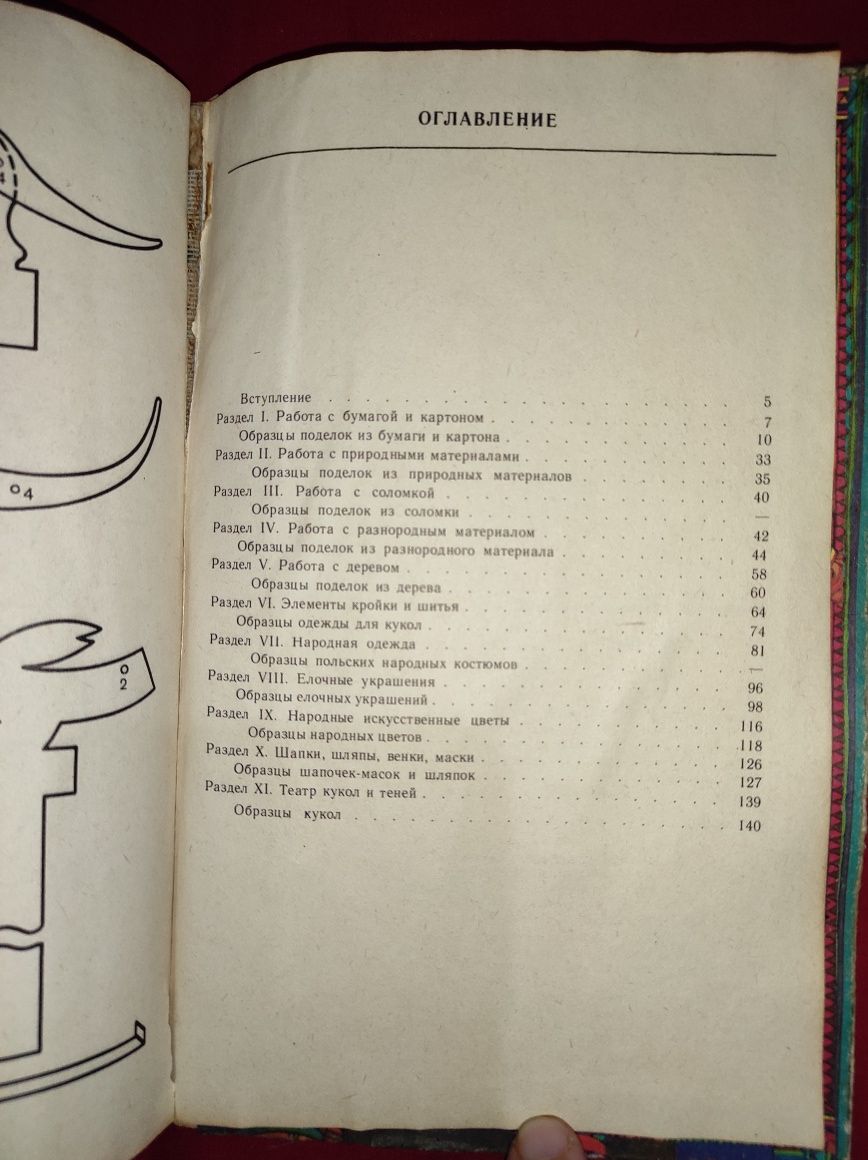 ОГЛАВЛЕНИЕ
Вступление . . . . . . . . . . . . . . . . . . 5
Раздел I. Работа с бумагой и картоном . . . . . . . . . . . 7
Образцы поделок из бумаги и картона . . . . . . . . . . 10
Раздел II. Работа с природными материалами . . . . . . . . . 33
Образцы поделок из природных материалов . . . . . . . 35
Раздел III. Работа с соломкой . . . . . . . . . . . . . 40
Образцы поделок из соломки . . . . . . . . . . . . —
Раздел IV. Работа с разнородным материалом . . . . . . . . 42
Образцы поделок из разнородного материала . . . . . . . 44
Раздел V. Работа с деревом . . . . . . . . . . . . . . 58
Образцы поделок из дерева . . . . . . . . . . . . 60
Раздел VI. Элементы кройки и шитья . . . . . . . . . . . 64
Образцы одежды для кукол . . . . . . . . . . . . . 74
Раздел VII. Народная одежда . . . . . . . . . . . . . 81
Образцы польских народных костюмов . . . . . . . . . —
Раздел VIII. Елочные украшения . . . . . . . . . . . . 96
Образцы елочных украшений . . . . . . . . . . . . . 98
Раздел IX. Народные искусственные цветы . . . . . . . . . 116
Образцы народных цветов . . . . . . . . . . . . . 118
Раздел X. Шапки, шляпы, венки, маски . . . . . . . . . . 126
Образцы шапочек-масок и шляпок . . . . . . . . . . 127
Раздел XI. Театр кукол и теней . . . . . . . . . . . . . 139
Образцы кукол . . . . . . . . . . . . . . . . 140
4
4
2